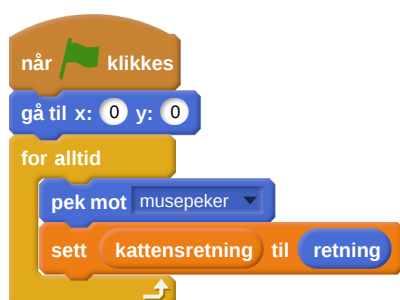 når klikkes
gå til x: 0 y: 0
for alltid
pek mot musepeker
sett kattensretning til retning